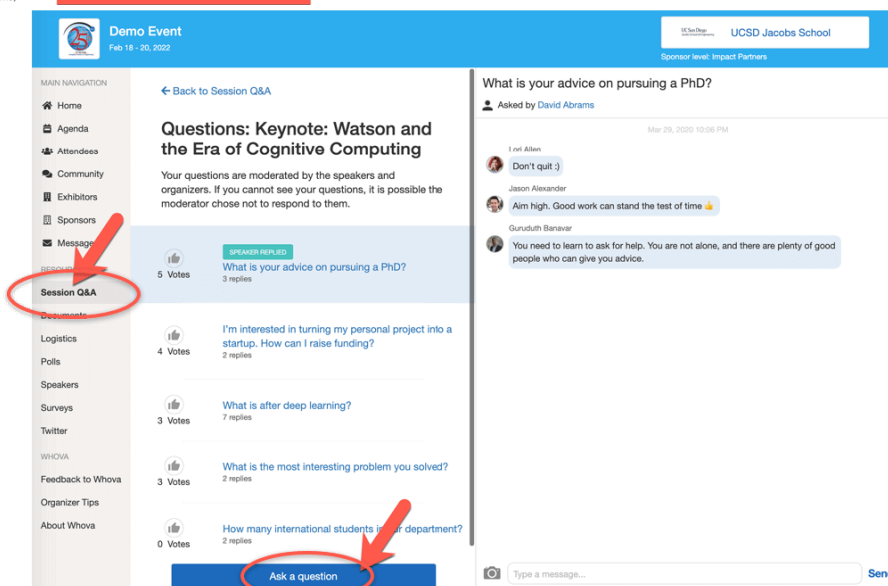 Demo Event
Feb 18 - 20, 2022
UC San Diego
UCSD Jacobs School
Sponsor level: Impact Partners
MAIN NAVIGATION
Home
Agenda
Attendees
Community
Exhibitors
Sponsors
Message
Session Q&A
Documents
Logistics
Polls
Speakers
Surveys
Twitter
WHOVA
Feedback to Whova
Organizer Tips
About Whova
Back to Session Q&A
Questions: Keynote: Watson and
the Era of Cognitive Computing
Your questions are moderated by the speakers and
organizers. If you cannot see your questions, it is possible the
moderator chose not to respond to them.
SPEAKER REPLIED
5 Votes
What is your advice on pursuing a PhD?
3 replies
4 Votes
I'm interested in turning my personal project into a
startup. How can I raise funding?
2 replies
3 Votes
What is after deep learning?
7 replies
3 Votes
What is the most interesting problem you solved?
2 replies
0 Votes
How many international students in department?
2 replies
Ask a question
What is your advice on pursuing a PhD?
Asked by David Abrams
Mar 29, 2020 10:06 PM
Lori Allen
Don't quit :)
Jason Alexander
Aim high. Good work can stand the test of time 👍
Guruduth Banavar
You need to learn to ask for help. You are not alone, and there are plenty of good
people who can give you advice.
Type a message...
Send